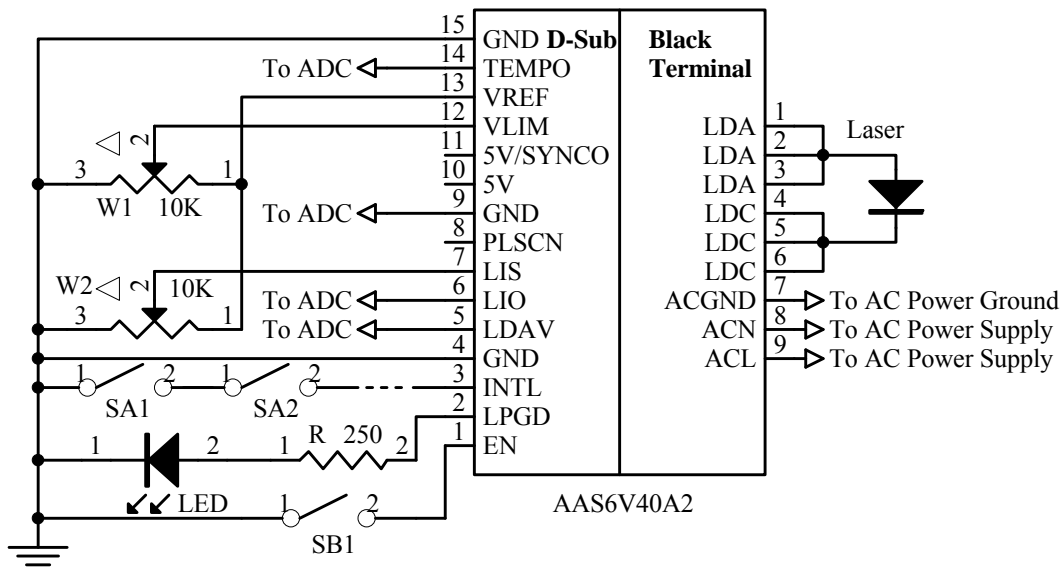 15 GND D-Sub Black
To ADC 14 TEMPO Terminal
13 VREF
2 12 VLIM LDA 1 Laser
11 5V/SYNCO LDA 2
3 1 10 5V LDA 3
W1 10K
To ADC 9 GND LDC 4
8 PLSCN LDC 5
2 7 LIS LDC 6
W2 10K
To ADC 6 LIO ACGND 7 To AC Power Ground
3 1 To ADC 5 LDAV ACN 8 To AC Power Supply
4 GND ACL 9 To AC Power Supply
1 2 1 2 3 INTL
SA1 SA2
2 LPGD
1 2 1 R 250 2 1 EN
LED 1 2 AAS6V40A2
SB1